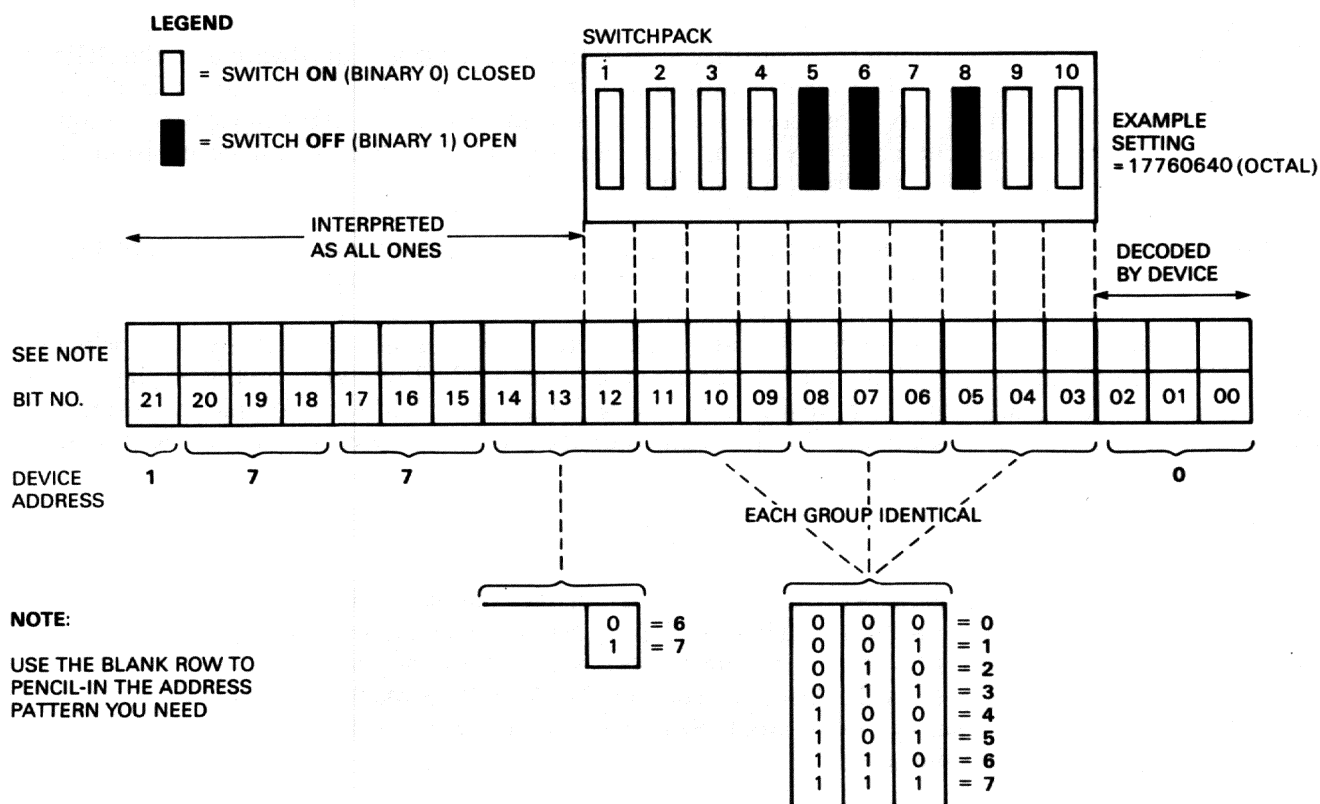 LEGEND
= SWITCH ON (BINARY 0) CLOSED
= SWITCH OFF (BINARY 1) OPEN
SWITCHPACK
1 2 3 4 5 6 7 8 9 10
EXAMPLE
SETTING
=17760640 (OCTAL)
INTERPRETED
AS ALL ONES
DECODED
BY DEVICE
SEE NOTE
BIT NO. 21 20 19 18 17 16 15 14 13 12 11 10 09 08 07 06 05 04 03 02 01 00
DEVICE
ADDRESS
1 7 7 0
EACH GROUP IDENTICAL
0 = 6
1 = 7
0 0 0 = 0
0 0 1 = 1
0 1 0 = 2
0 1 1 = 3
1 0 0 = 4
1 0 1 = 5
1 1 0 = 6
1 1 1 = 7
NOTE:
USE THE BLANK ROW TO
PENCIL-IN THE ADDRESS
PATTERN YOU NEED